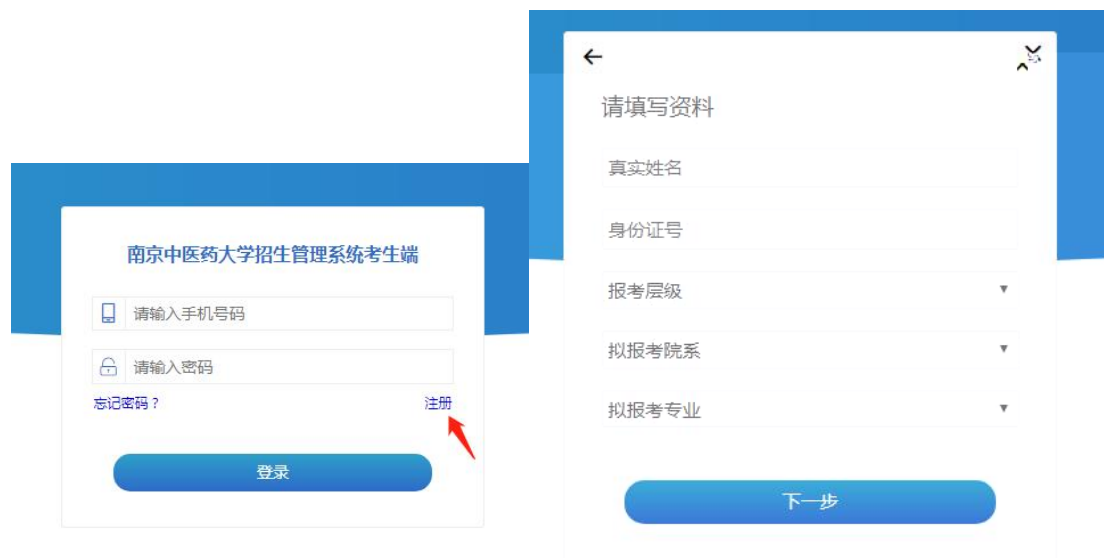 南京中医药大学招生管理系统考生端
请输入手机号码
请输入密码
忘记密码？
注册
登录
请填写资料
真实姓名
身份证号
报考层级
拟报考院系
拟报考专业
下一步